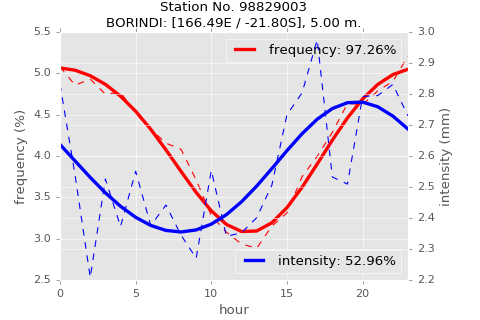 Station No. 98829003
BORINDI: [166.49E / -21.80S], 5.00 m.
frequency: 97.26%
intensity: 52.96%
frequency (%)
5.5
5.0
4.5
4.0
3.5
3.0
2.5
intensity (mm)
3.0
2.9
2.8
2.7
2.6
2.5
2.4
2.3
2.2
0 5 10 15 20
hour